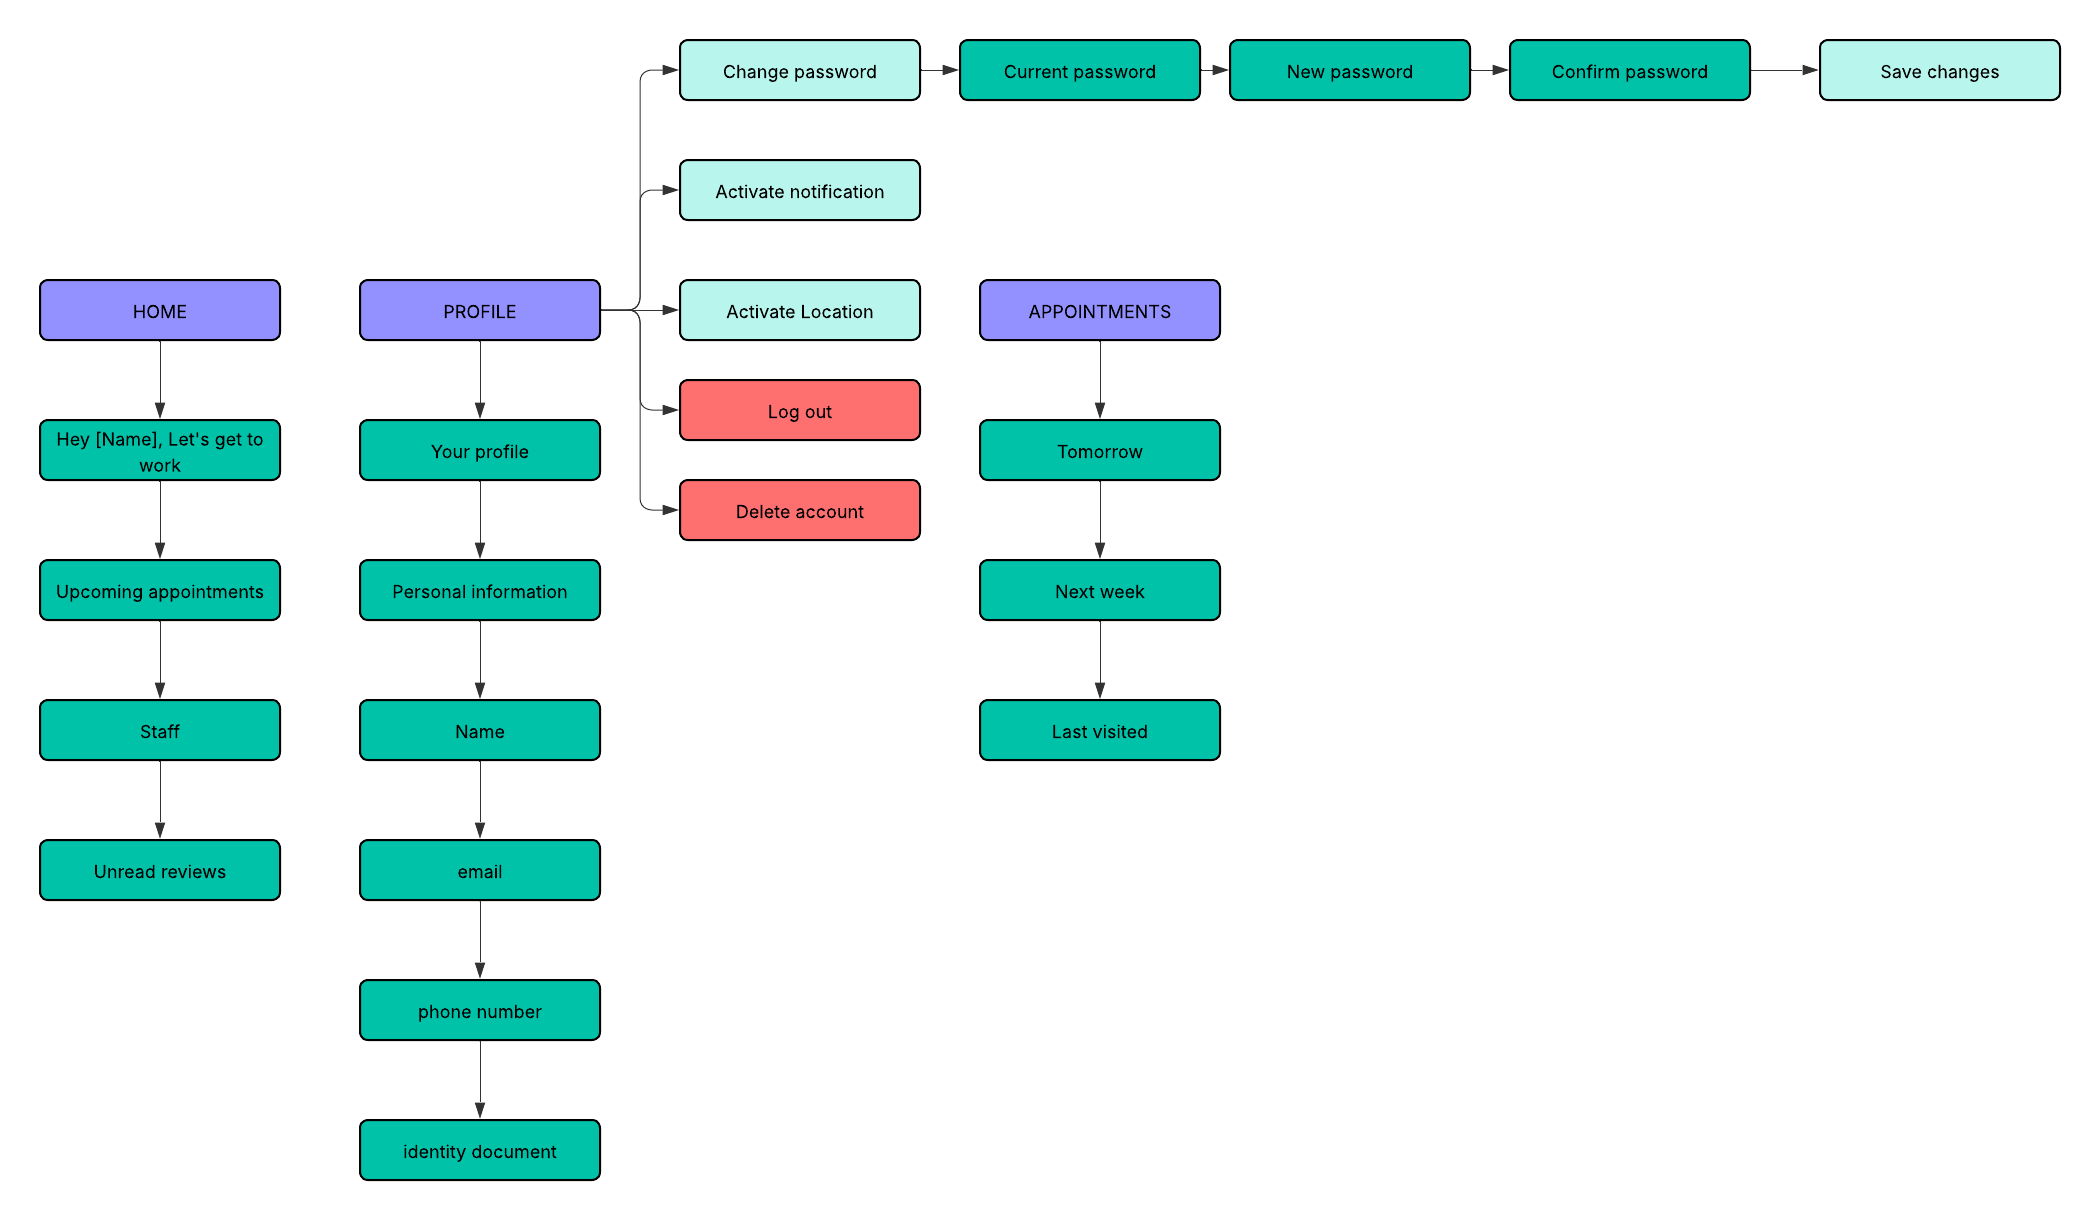 Change password
Current password
New password
Confirm password
Save changes
Activate notification
HOME
PROFILE
Activate Location
APPOINTMENTS
Log out
Hey [Name], Let's get to
work
Your profile
Tomorrow
Delete account
Upcoming appointments
Personal information
Next week
Staff
Name
Last visited
Unread reviews
email
phone number
identity document